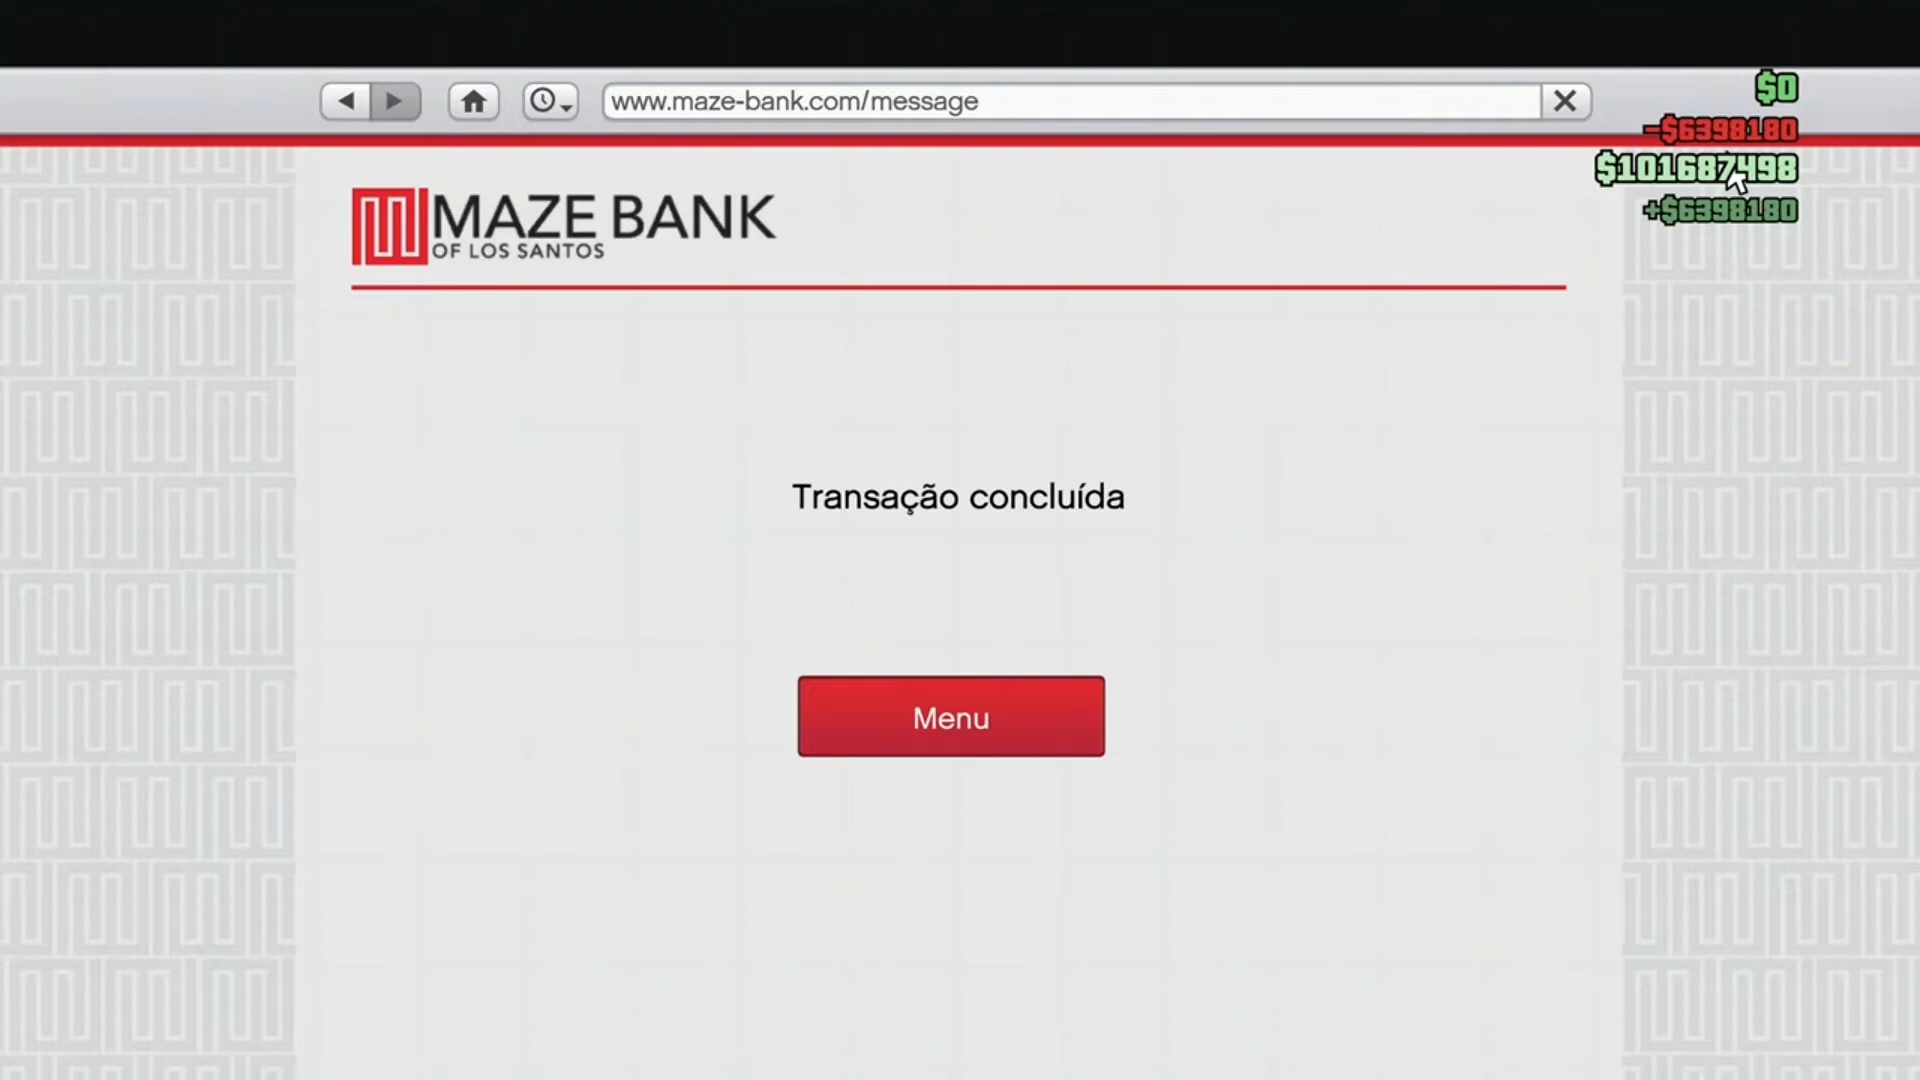 www.maze-bank.com/message
$0
-$6398180
$101687498
+$6398180
MAZE BANK
OF LOS SANTOS
Transação concluída
Menu